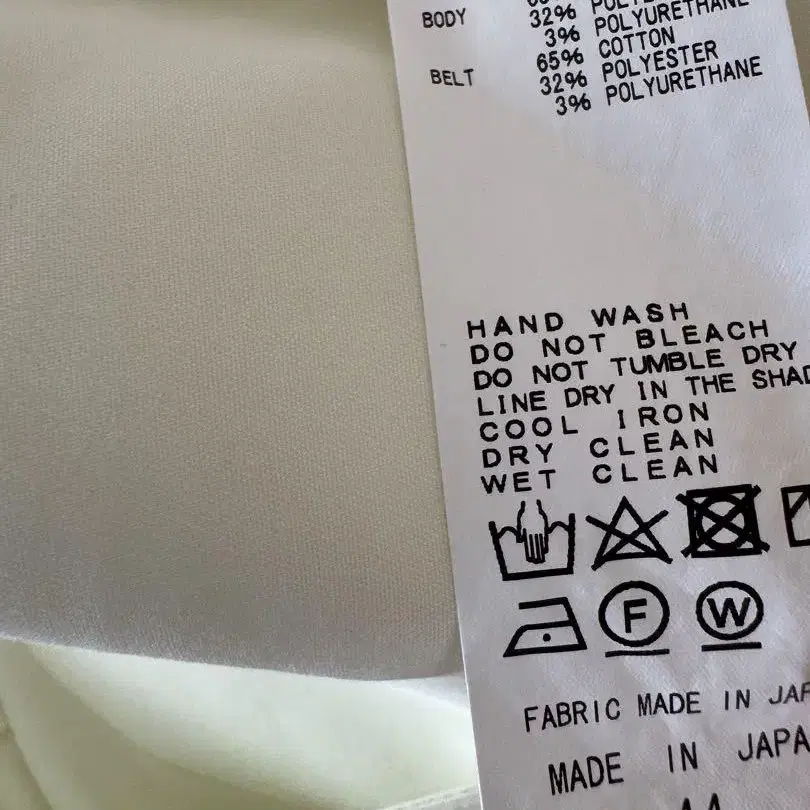 BODY 32% POLYESTER
3% POLYURETHANE
65% COTTON
BELT 32% POLYESTER
3% POLYURETHANE
HAND WASH
DO NOT BLEACH
DO NOT TUMBLE DRY
LINE DRY IN THE SHAD
COOL IRON
DRY CLEAN
WET CLEAN
F W
FABRIC MADE IN JAP
MADE IN JAPA